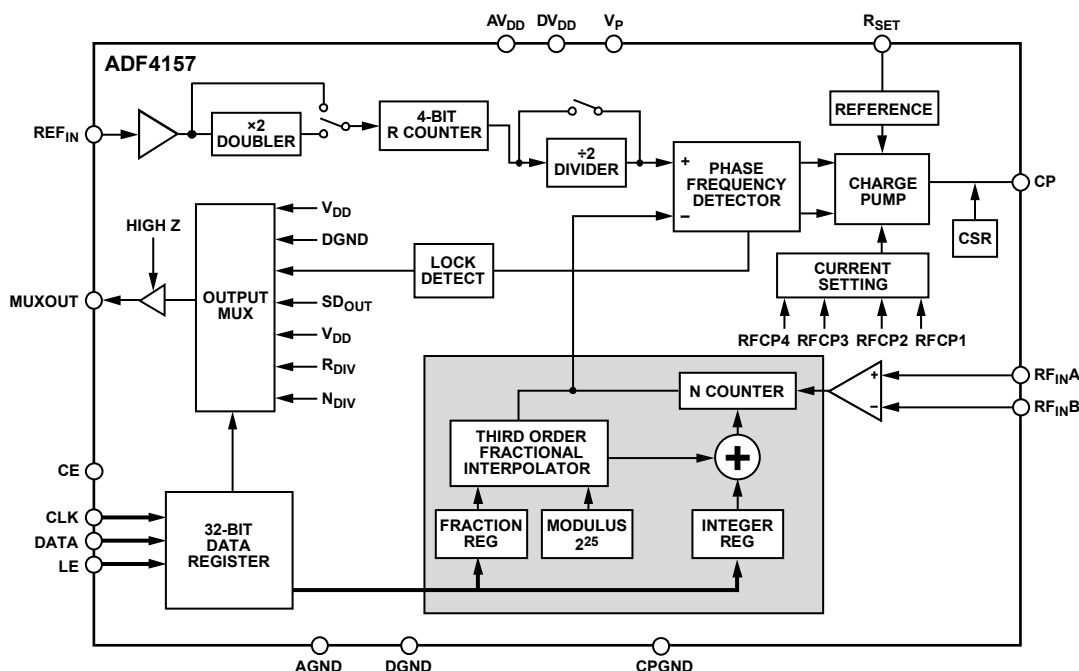 AVDD DVDD VP RSET
ADF4157
REFIN
×2
DOUBLER
4-BIT
R COUNTER
÷2
DIVIDER
+
−
PHASE
FREQUENCY
DETECTOR
REFERENCE
CHARGE
PUMP
CP
CSR
HIGH Z
MUXOUT
OUTPUT
MUX
VDD
DGND
LOCK
DETECT
SDOUT
VDD
RDIV
NDIV
CURRENT
SETTING
RFCP4 RFCP3 RFCP2 RFCP1
N COUNTER
+
−
RFINA
RFINB
THIRD ORDER
FRACTIONAL
INTERPOLATOR
+
FRACTION
REG
MODULUS
2²⁵
INTEGER
REG
CE
CLK
DATA
LE
32-BIT
DATA
REGISTER
AGND DGND CPGND